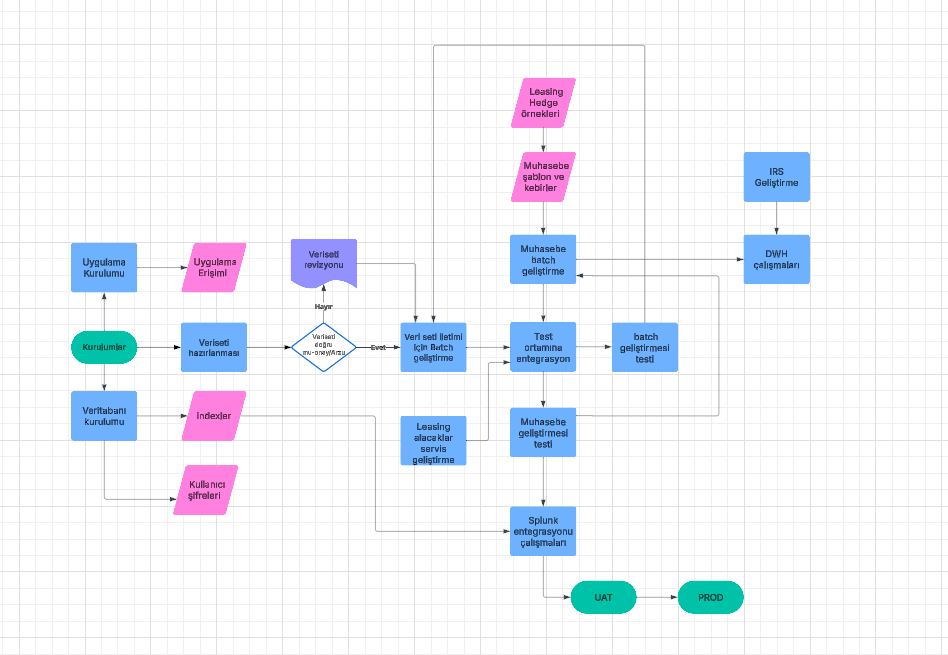 Leasing
Hedge
örnekleri
Muhasebe
şablon ve
kebirler
IRS
Geliştirme
Uygulama
Kurulumu
Uygulama
Erişimi
Veriseti
revizyonu
Muhasebe
batch
geliştirme
DWH
çalışmaları
Hayır
Kurulumlar
Veriseti
hazırlanması
Veriseti
doğru
mu-onay/Arzu
Evet
Veri seti iletimi
için Batch
geliştirme
Test
ortamına
entegrasyon
batch
geliştirmesi
testi
Veritabanı
kurulumu
İndexler
Leasing
alacaklar
servis
geliştirme
Muhasebe
geliştirmesi
testi
Kullanıcı
şifreleri
Splunk
entegrasyonu
çalışmaları
UAT
PROD